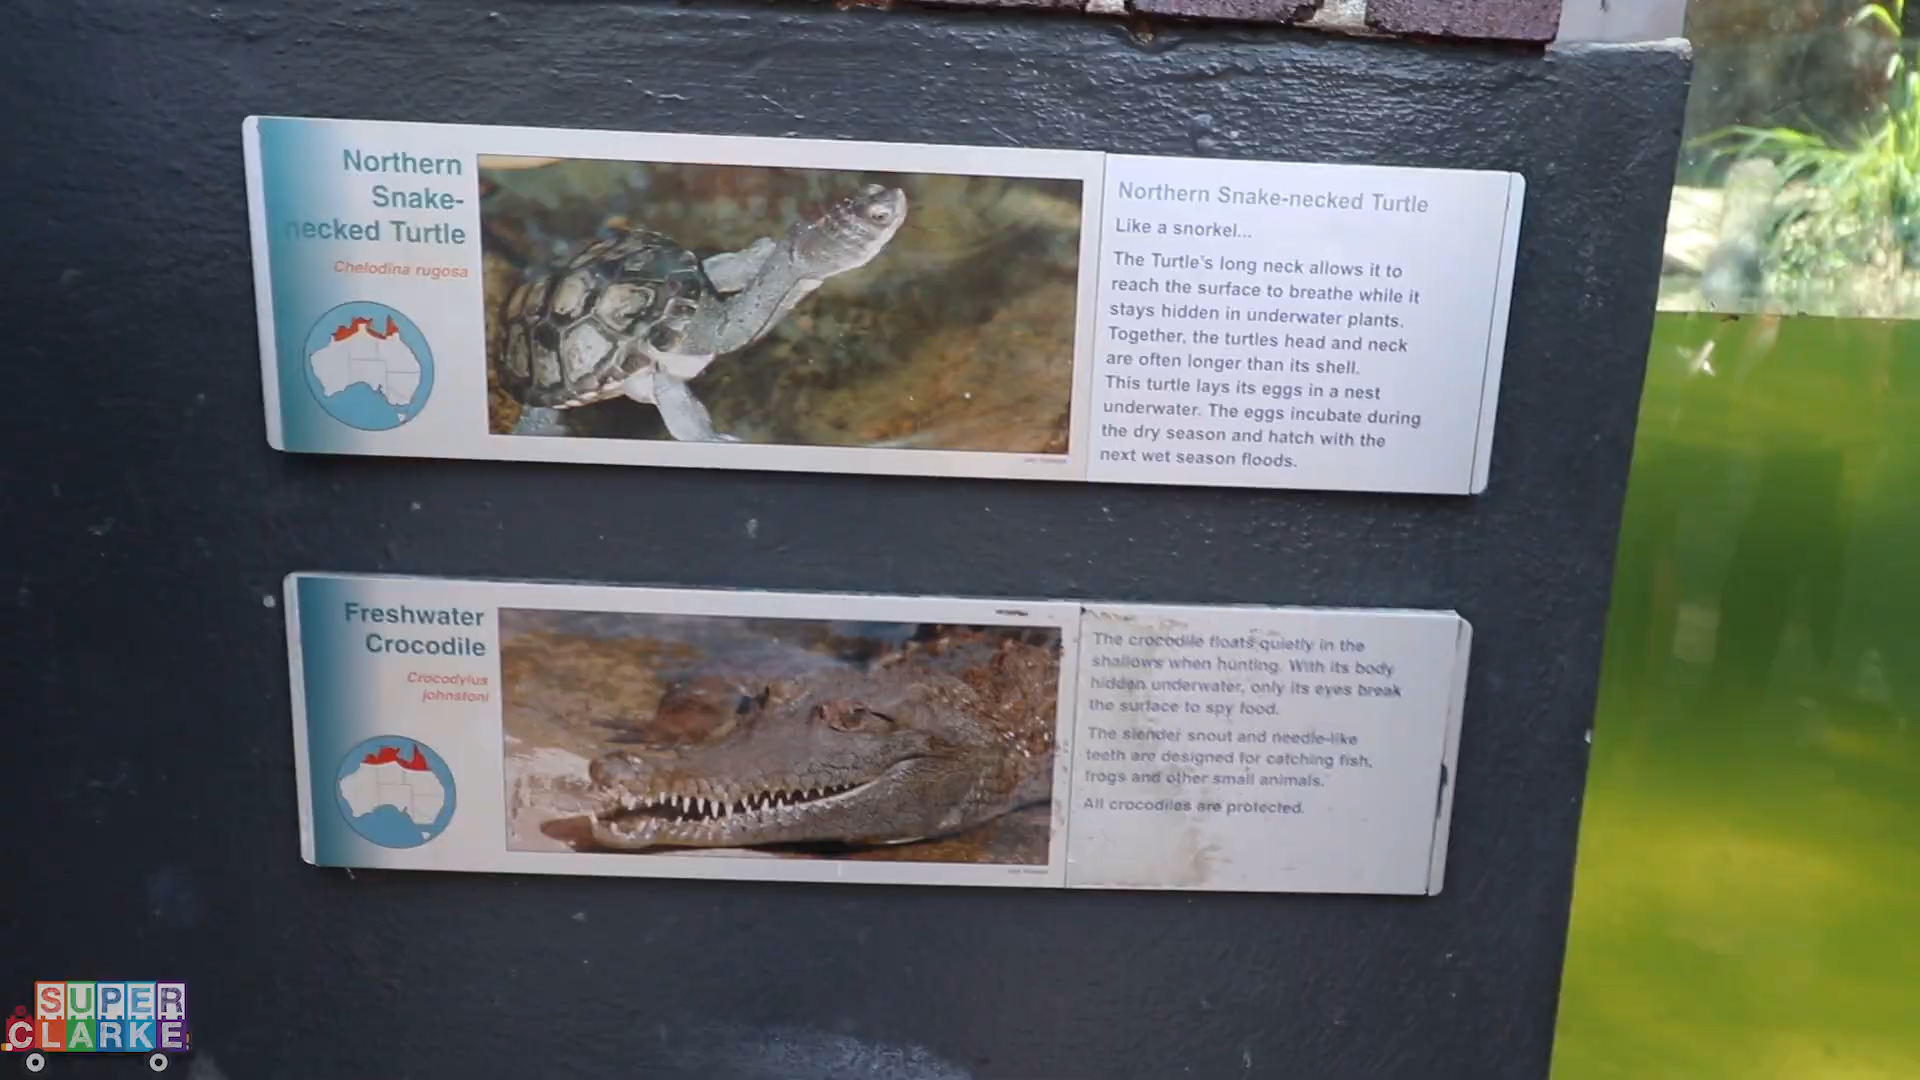 Northern
Snake-
necked Turtle
Chelodina rugosa
Northern Snake-necked Turtle
Like a snorkel...
The Turtle's long neck allows it to
reach the surface to breathe while it
stays hidden in underwater plants.
Together, the turtles head and neck
are often longer than its shell.
This turtle lays its eggs in a nest
underwater. The eggs incubate during
the dry season and hatch with the
next wet season floods.
Freshwater
Crocodile
Crocodylus
johnstoni
The crocodile floats quietly in the
shallows when hunting. With its body
hidden underwater, only its eyes break
the surface to spy food.
The slender snout and needle-like
teeth are designed for catching fish,
frogs and other small animals.
All crocodiles are protected.
SUPER
CLARKE